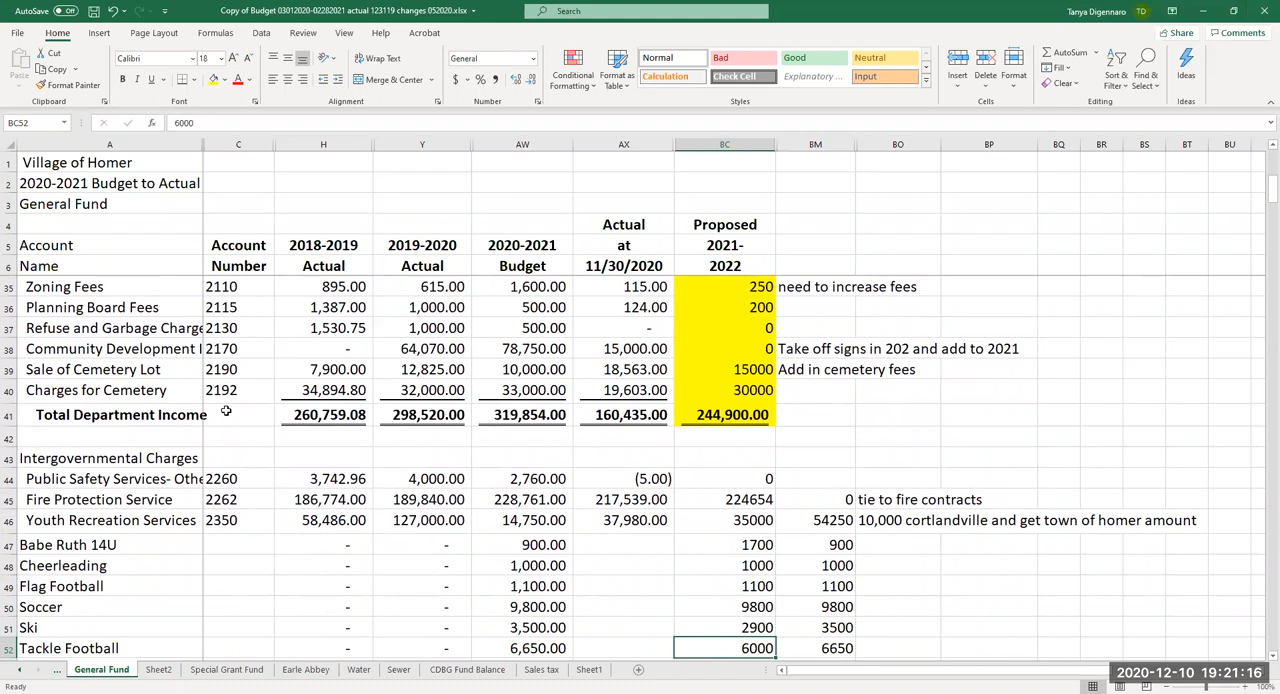 AutoSave Off Copy of Budget 03012020-02282021 actual 123119 changes 052020.xlsx Search Tanya Digennaro TD
File Home Insert Page Layout Formulas Data Review View Help Acrobat Share Comments
Paste Cut Copy Format Painter Calibri 18 Wrap Text Merge & Center General Conditional Formatting Format as Table Normal Bad Good Neutral Calculation Check Cell Explanatory ... Input Insert Delete Format AutoSum Fill Clear Sort & Filter Find & Select Ideas
Clipboard Font Alignment Number Styles Cells Editing Ideas
BC52 fx 6000
A C H Y AW AX BC BM BO BP BQ BR BS BT BU
1 Village of Homer
2 2020-2021 Budget to Actual
3 General Fund
4 Actual Proposed
5 Account Account 2018-2019 2019-2020 2020-2021 at 2021-
6 Name Number Actual Actual Budget 11/30/2020 2022
35 Zoning Fees 2110 895.00 615.00 1,600.00 115.00 250 need to increase fees
36 Planning Board Fees 2115 1,387.00 1,000.00 500.00 124.00 200
37 Refuse and Garbage Charge 2130 1,530.75 1,000.00 500.00 - 0
38 Community Development 2170 - 64,070.00 78,750.00 15,000.00 0 Take off signs in 202 and add to 2021
39 Sale of Cemetery Lot 2190 7,900.00 12,825.00 10,000.00 18,563.00 15000 Add in cemetery fees
40 Charges for Cemetery 2192 34,894.80 32,000.00 33,000.00 19,603.00 30000
41 Total Department Income 260,759.08 298,520.00 319,854.00 160,435.00 244,900.00
42
43 Intergovernmental Charges
44 Public Safety Services- Othe 2260 3,742.96 4,000.00 2,760.00 (5.00) 0
45 Fire Protection Service 2262 186,774.00 189,840.00 228,761.00 217,539.00 224654 0 tie to fire contracts
46 Youth Recreation Services 2350 58,486.00 127,000.00 14,750.00 37,980.00 35000 54250 10,000 cortlandville and get town of homer amount
47 Babe Ruth 14U - - 900.00 1700 900
48 Cheerleading - - 1,000.00 1000 1000
49 Flag Football - - 1,100.00 1100 1100
50 Soccer - - 9,800.00 9800 9800
51 Ski - - 3,500.00 2900 3500
52 Tackle Football - - 6,650.00 6000 6650
... General Fund Sheet2 Special Grant Fund Earle Abbey Water Sewer CDBG Fund Balance Sales tax Sheet1
2020-12-10 19:21:16
Ready 100%